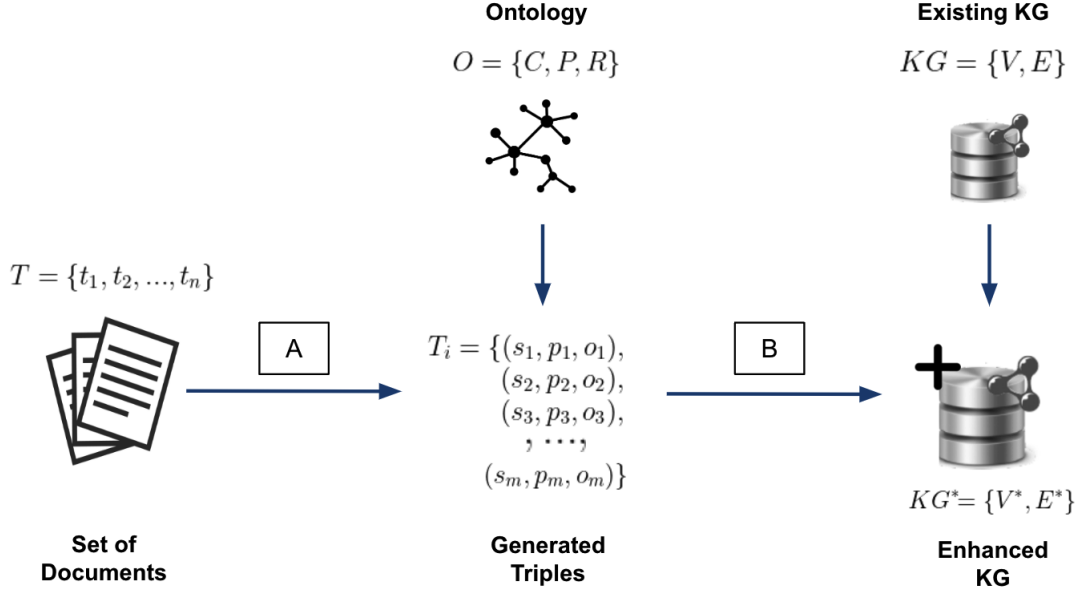 Ontology
O = {C, P, R}
Existing KG
KG = {V, E}
T = {t₁, t₂, ..., tₙ}
A
Tᵢ = {(s₁, p₁, o₁),
(s₂, p₂, o₂),
(s₃, p₃, o₃),
, ...,
(sₘ, pₘ, oₘ)}
B
KG*= {V*, E*}
Set of
Documents
Generated
Triples
Enhanced
KG